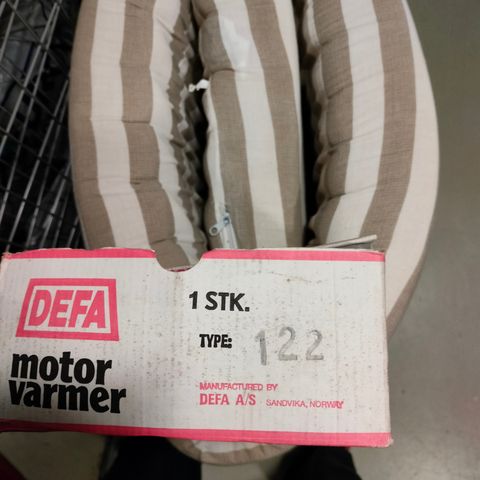 DEFA
motor
varmer
1 STK.
TYPE: 122
MANUFACTURED BY
DEFA A/S SANDVIKA, NORWAY